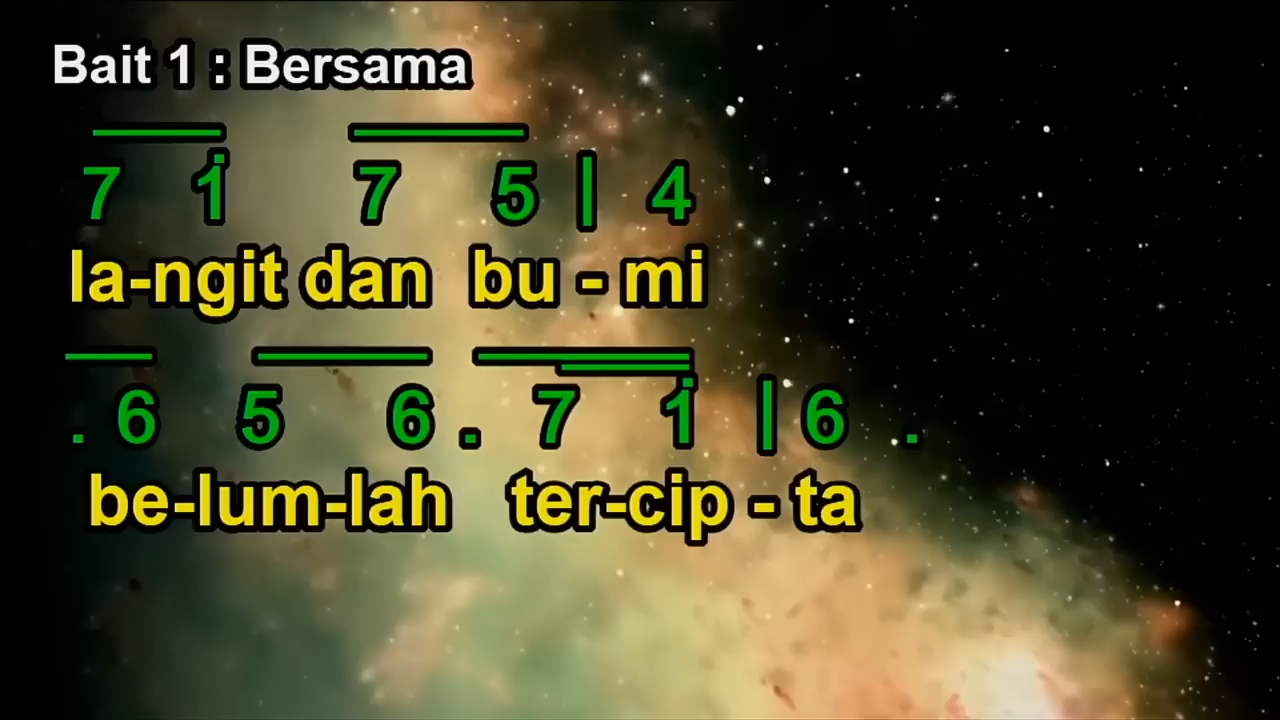 Bait 1 : Bersama
7 1̇ 7 5 | 4
la-ngit dan bu - mi
. 6 5 6 . 7 1̇ | 6 .
be-lum-lah ter-cip - ta